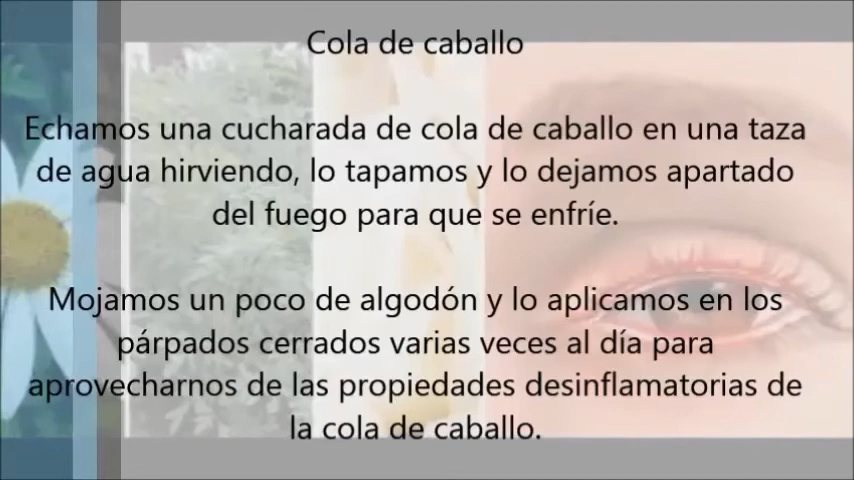 Cola de caballo
Echamos una cucharada de cola de caballo en una taza
de agua hirviendo, lo tapamos y lo dejamos apartado
del fuego para que se enfríe.
Mojamos un poco de algodón y lo aplicamos en los
párpados cerrados varias veces al día para
aprovecharnos de las propiedades desinflamatorias de
la cola de caballo.